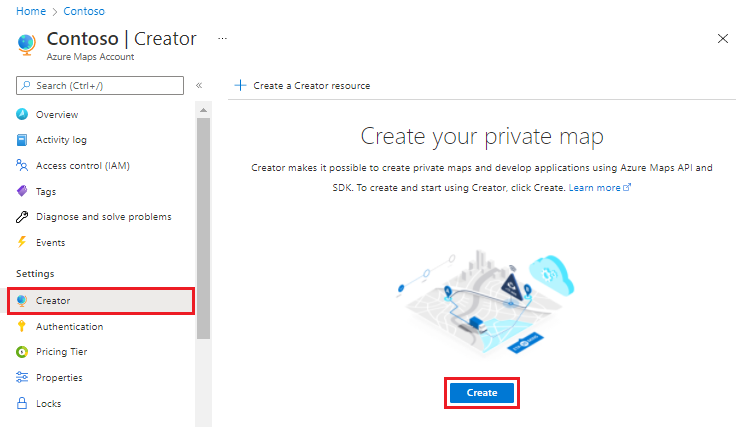 Home > Contoso >
Contoso | Creator ...
Azure Maps Account
Search (Ctrl+/) «
Overview
Activity log
Access control (IAM)
Tags
Diagnose and solve problems
Events
Settings
Creator
Authentication
Pricing Tier
Properties
Locks
+ Create a Creator resource
Create your private map
Creator makes it possible to create private maps and develop applications using Azure Maps API and
SDK. To create and start using Creator, click Create. Learn more
Create